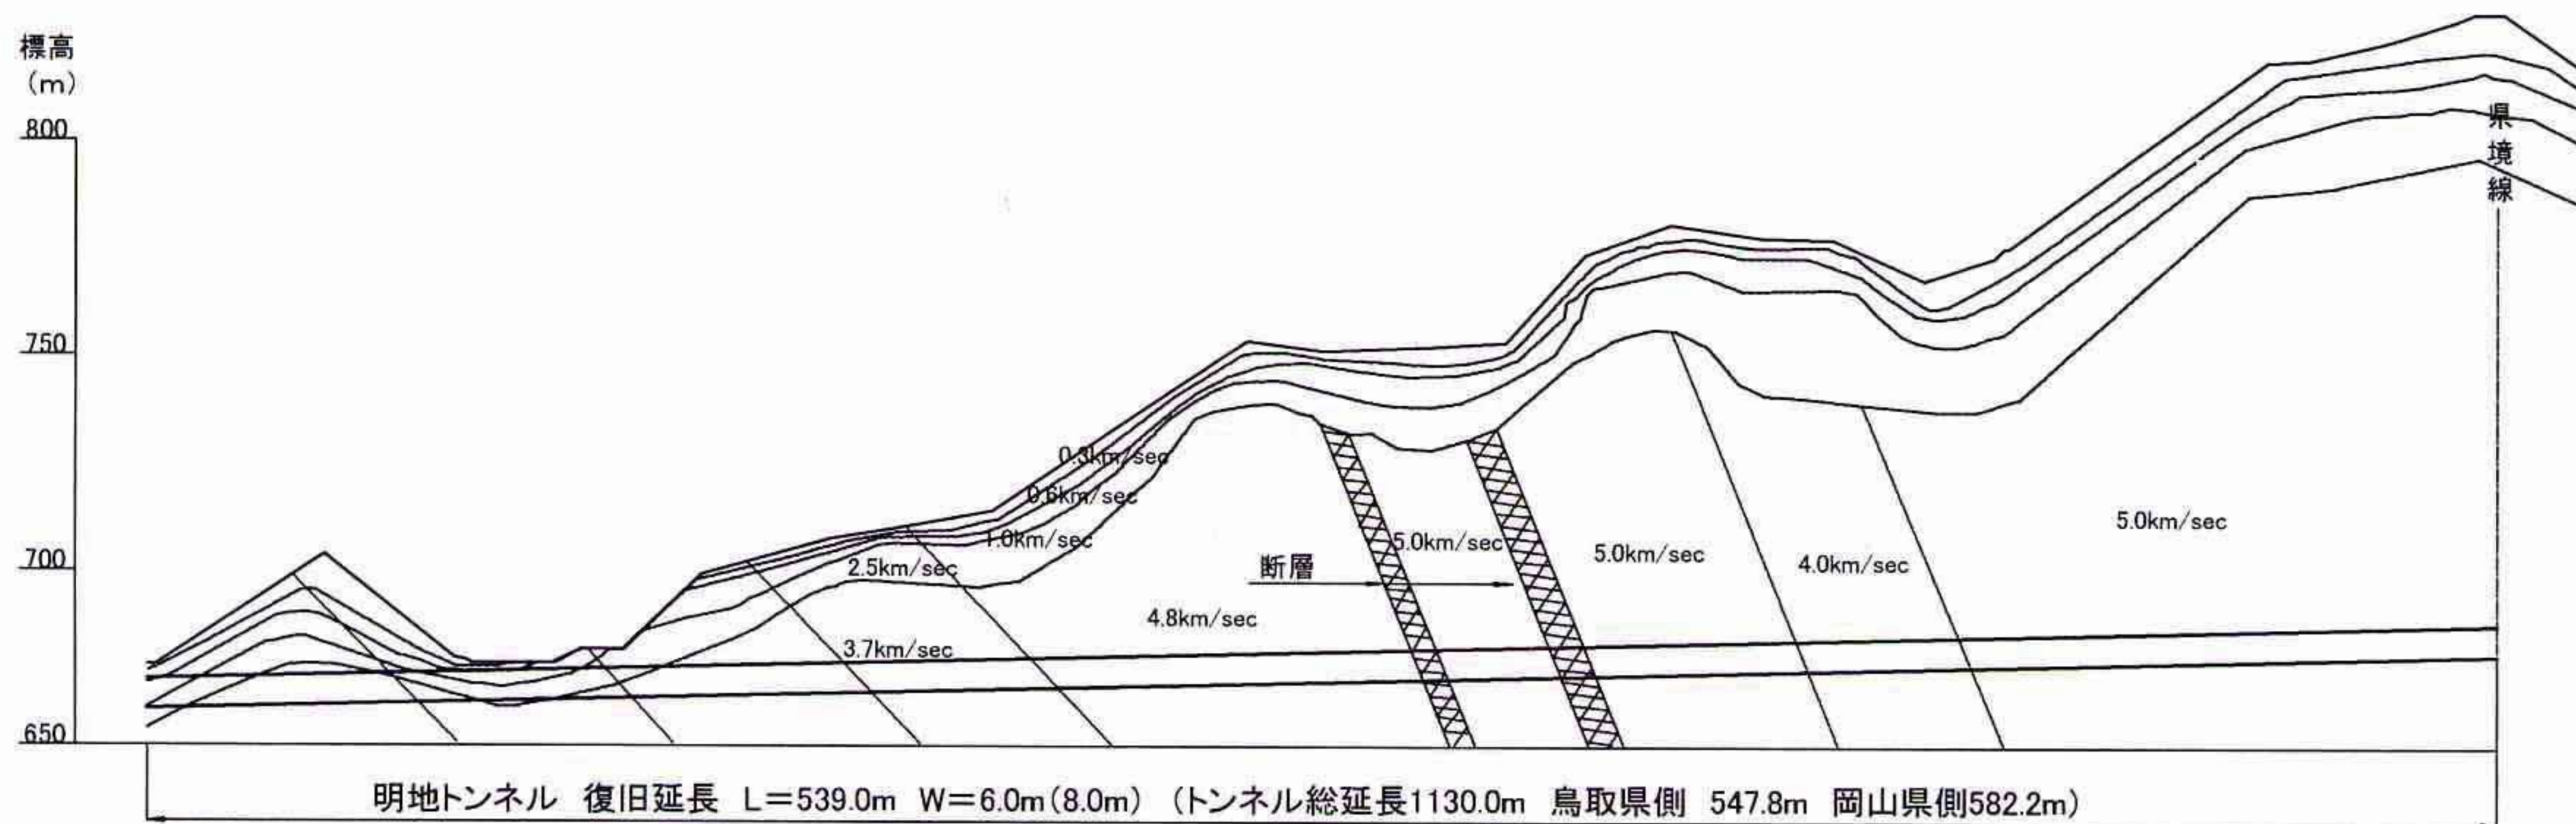 標高
(m)
800
750
700
650
県境線
0.3km/sec
0.6km/sec
1.0km/sec
2.5km/sec
3.7km/sec
4.8km/sec
断層
5.0km/sec
5.0km/sec
4.0km/sec
5.0km/sec
明地トンネル 復旧延長 L=539.0m W=6.0m(8.0m) (トンネル総延長1130.0m 鳥取県側 547.8m 岡山県側582.2m)